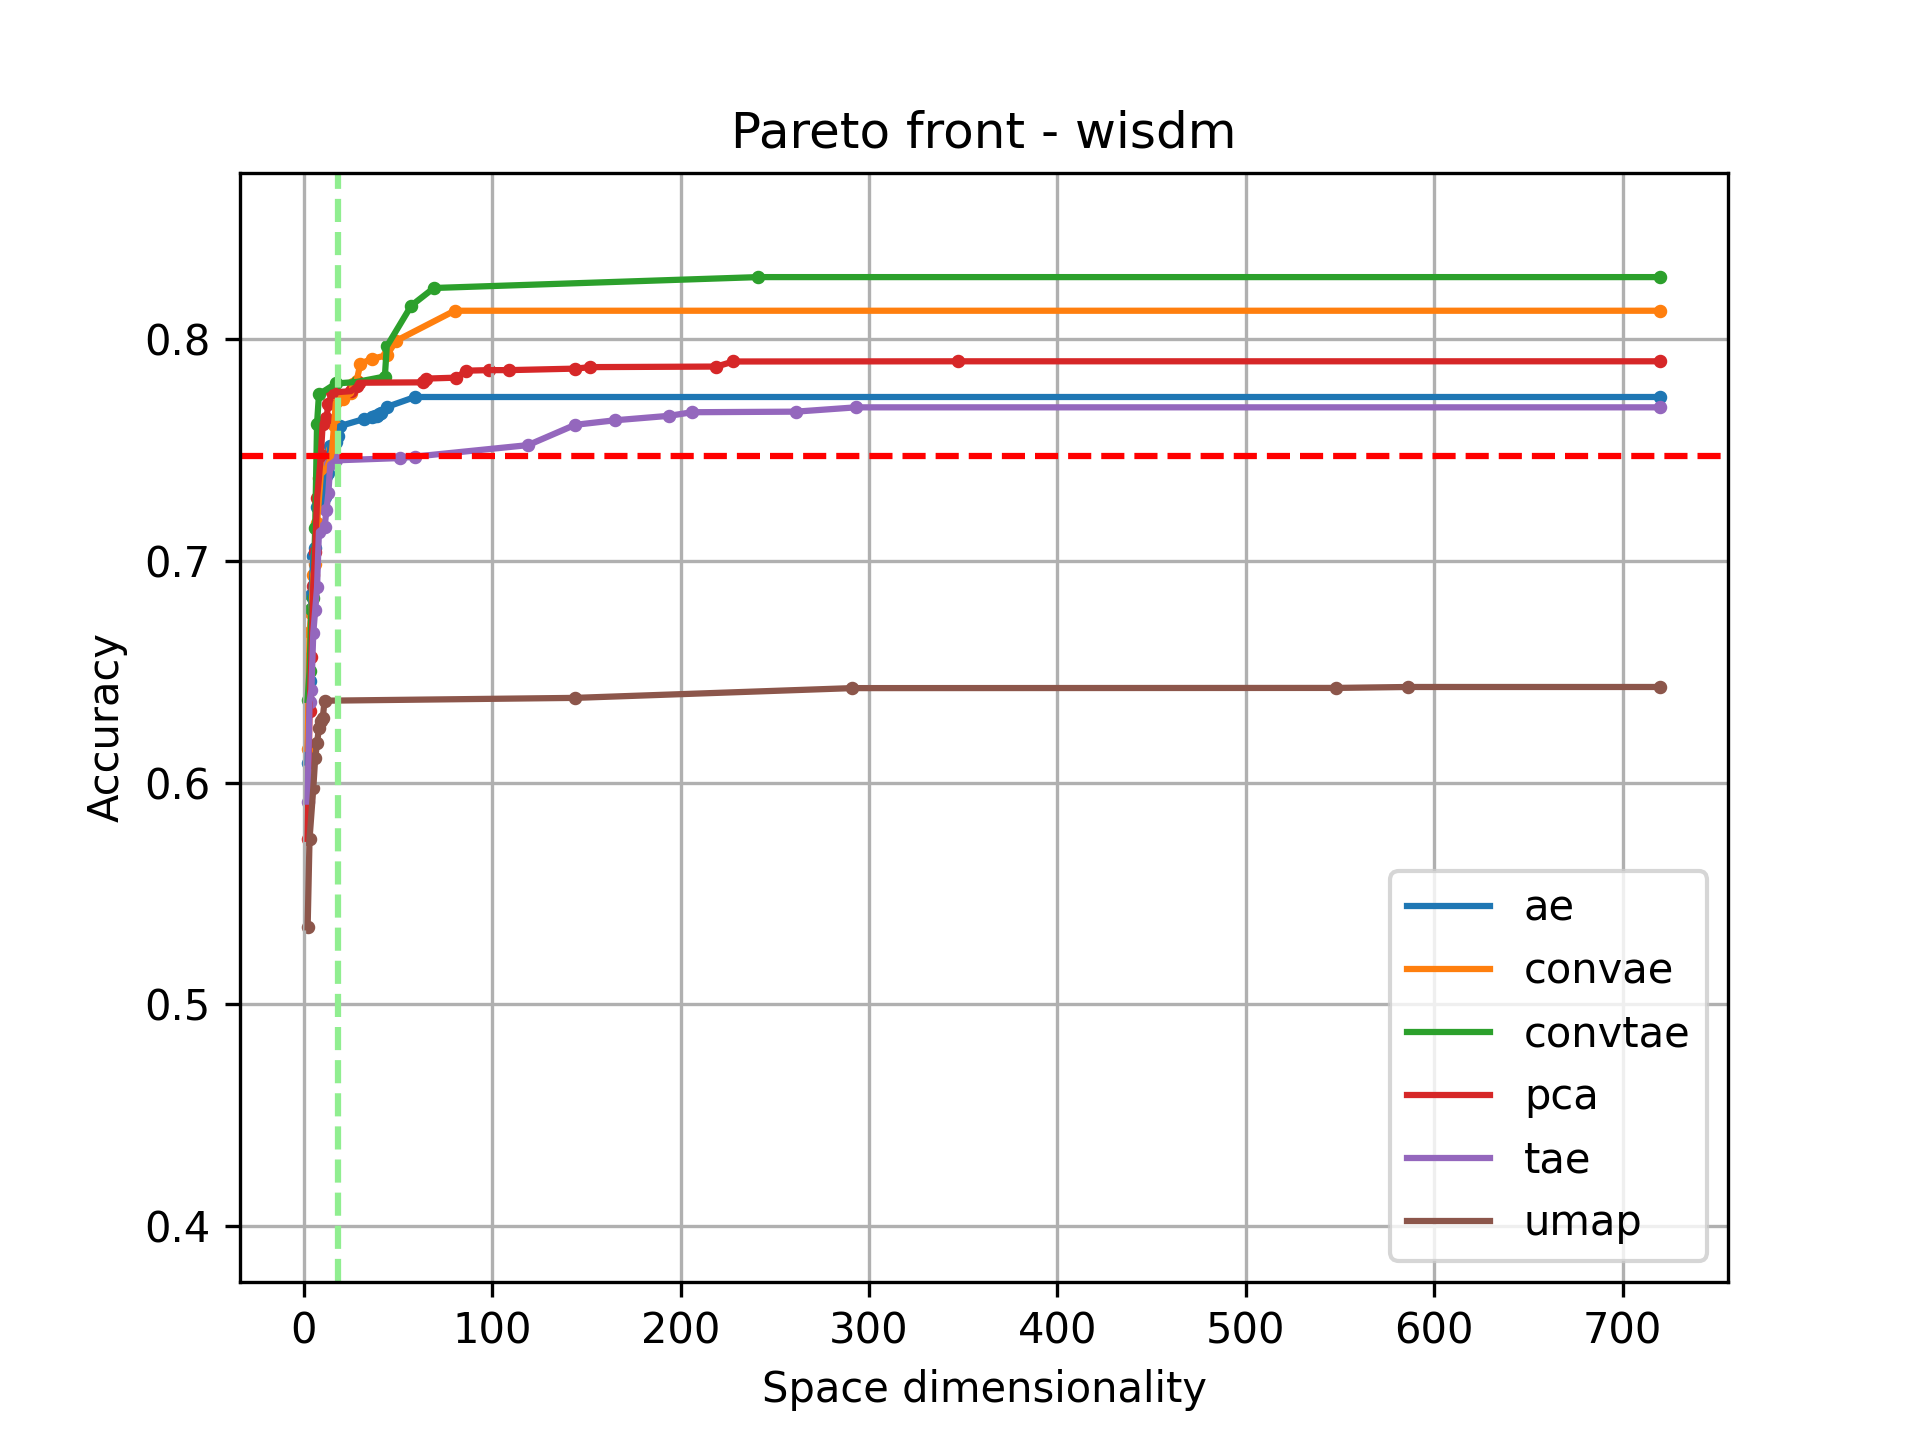 Pareto front - wisdm
Accuracy
0.8
0.7
0.6
0.5
0.4
0 100 200 300 400 500 600 700
Space dimensionality
ae
convae
convtae
pca
tae
umap